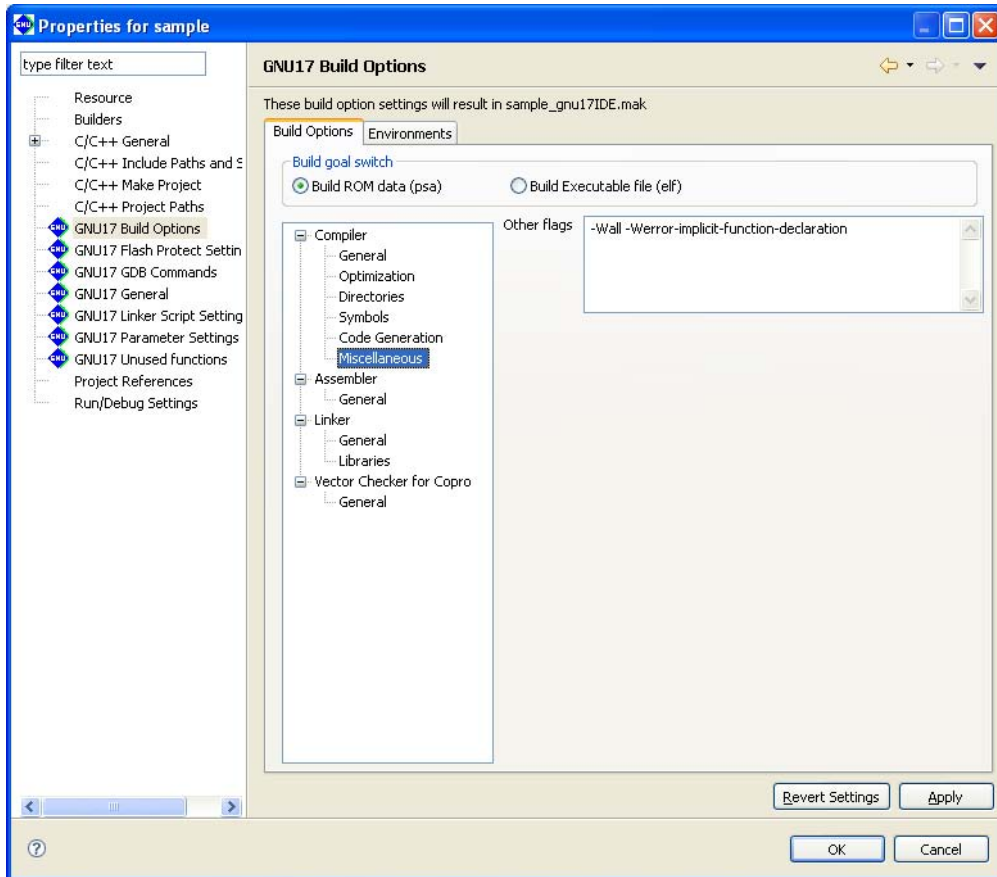 Properties for sample
type filter text
Resource
Builders
C/C++ General
C/C++ Include Paths and S
C/C++ Make Project
C/C++ Project Paths
GNU17 Build Options
GNU17 Flash Protect Settin
GNU17 GDB Commands
GNU17 General
GNU17 Linker Script Setting
GNU17 Parameter Settings
GNU17 Unused functions
Project References
Run/Debug Settings
GNU17 Build Options
These build option settings will result in sample_gnu17IDE.mak
Build Options
Environments
Build goal switch
Build ROM data (psa)
Build Executable file (elf)
Compiler
General
Optimization
Directories
Symbols
Code Generation
Miscellaneous
Assembler
General
Linker
General
Libraries
Vector Checker for Copro
General
Other flags
-Wall -Werror-implicit-function-declaration
Revert Settings
Apply
OK
Cancel